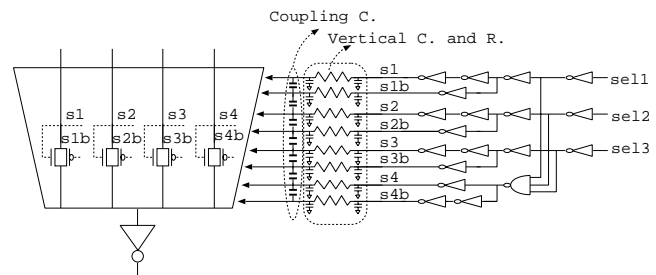 Coupling C.
Vertical C. and R.
s1 s2 s3 s4
s1b s2b s3b s4b
s1
s1b
s2
s2b
s3
s3b
s4
s4b
sel1
sel2
sel3